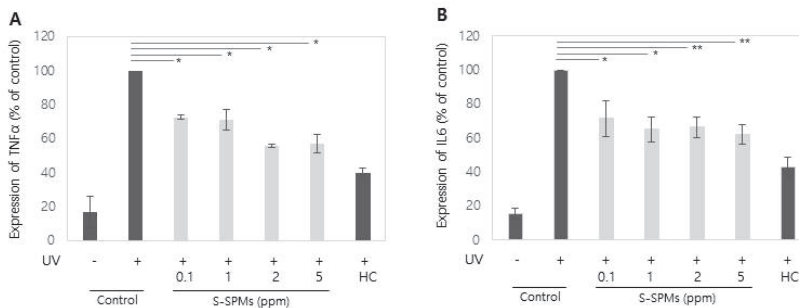 A
Expression of TNFα (% of control)
120
100
80
60
40
20
0
*
*
*
*
UV - + + + + + +
0.1 1 2 5 HC
Control S-SPMs (ppm)
B
Expression of IL6 (% of control)
120
100
80
60
40
20
0
**
**
*
*
UV - + + + + + +
0.1 1 2 5 HC
Control S-SPMs (ppm)